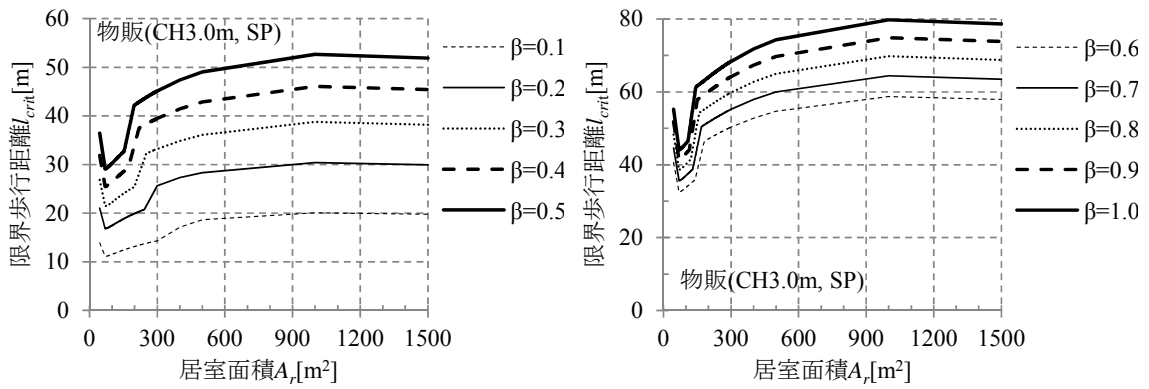 物販(CH3.0m, SP)
限界歩行距離lcrit[m]
60
50
40
30
20
10
0
0 300 600 900 1200 1500
居室面積Ar[m²]
β=0.1
β=0.2
β=0.3
β=0.4
β=0.5
限界歩行距離lcrit[m]
80
60
40
20
0
物販(CH3.0m, SP)
0 300 600 900 1200 1500
居室面積Ar[m²]
β=0.6
β=0.7
β=0.8
β=0.9
β=1.0